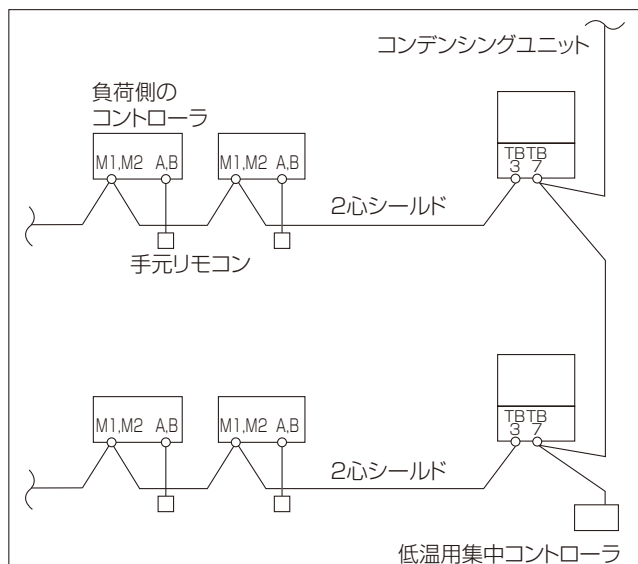 コンデンシングユニット
負荷側の
コントローラ
M1,M2 A,B
M1,M2 A,B
TB TB
3 7
2心シールド
手元リモコン
M1,M2 A,B
M1,M2 A,B
TB TB
3 7
2心シールド
低温用集中コントローラ